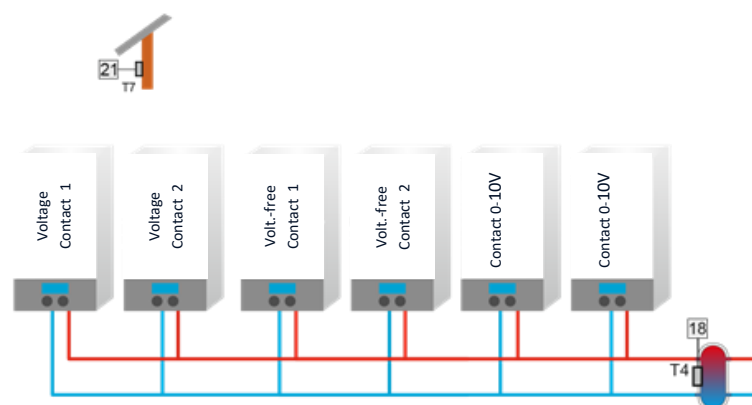 21
T7
Voltage
Contact 1
Voltage
Contact 2
Volt.-free
Contact 1
Volt.-free
Contact 2
Contact 0-10V
Contact 0-10V
18
T4